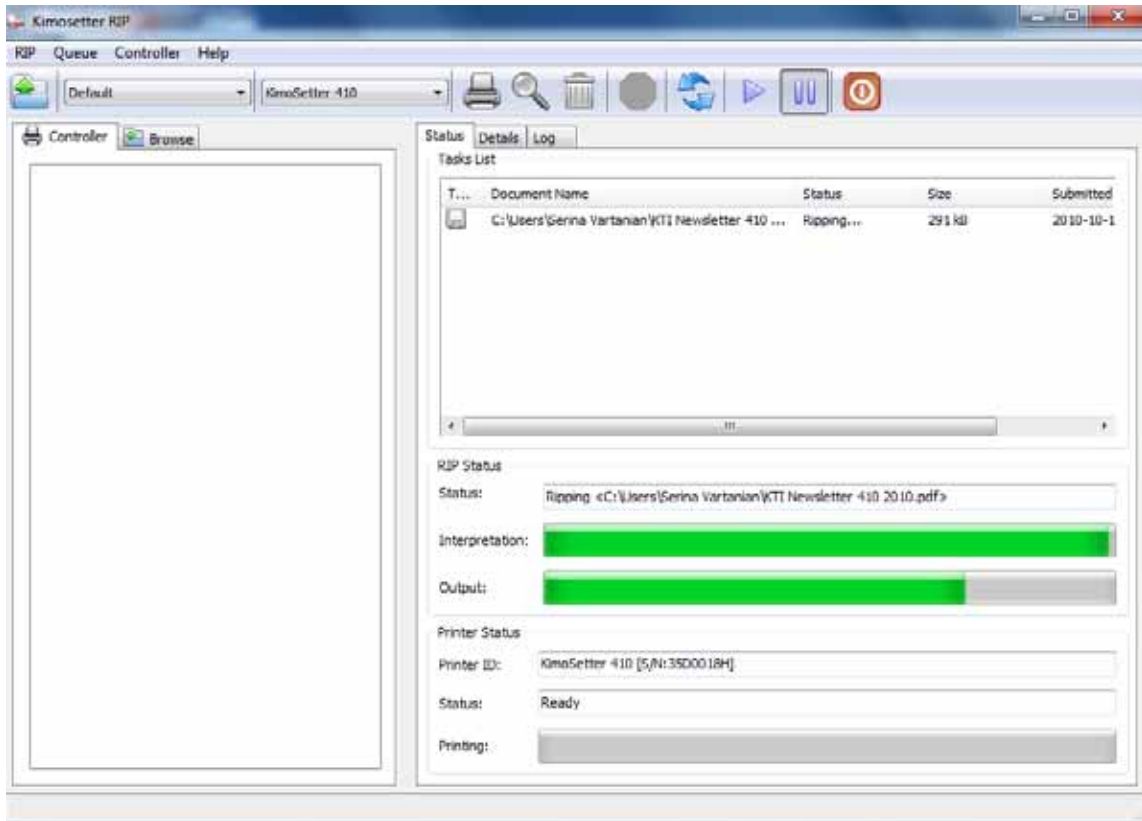 Kimosetter RIP
RIP Queue Controller Help
Default KimoSetter 410
Controller Browse
Status Details Log
Tasks List
T... Document Name Status Size Submitted
C:\Users\Serina Vartanian\KTI Newsletter 410 ... Ripping... 291 kB 2010-10-1
RIP Status
Status: Ripping <C:\Users\Serina Vartanian\KTI Newsletter 410 2010.pdf>
Interpretation:
Output:
Printer Status
Printer ID: KimoSetter 410 [S/N:35D0018H]
Status: Ready
Printing: